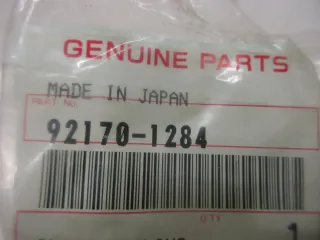 GENUINE PARTS
MADE IN JAPAN
PART NO.
92170-1284
QTY
1